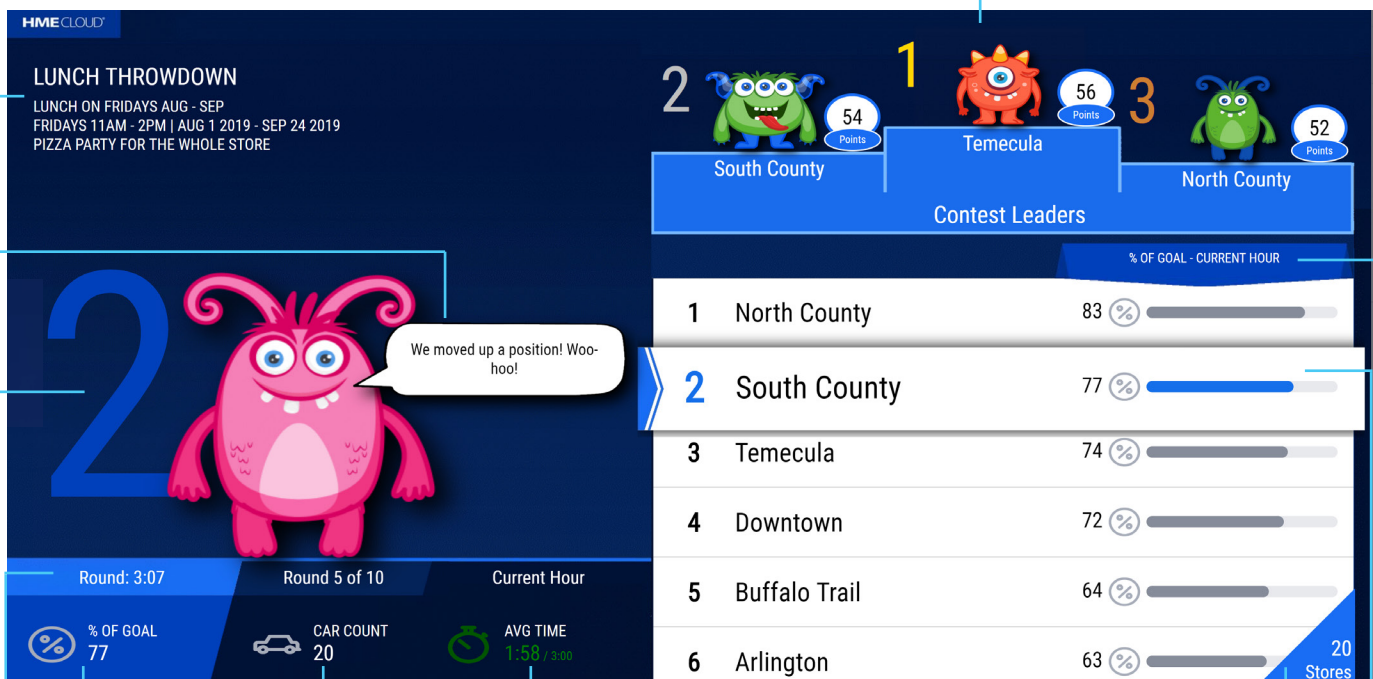 HME CLOUD®
LUNCH THROWDOWN
LUNCH ON FRIDAYS AUG - SEP
FRIDAYS 11AM - 2PM | AUG 1 2019 - SEP 24 2019
PIZZA PARTY FOR THE WHOLE STORE
2
We moved up a position! Woo-
hoo!
Round: 3:07
Round 5 of 10
Current Hour
% OF GOAL
77
CAR COUNT
20
AVG TIME
1:58 / 3:00
2
54
Points
South County
1
56
Points
Temecula
3
52
Points
North County
Contest Leaders
% OF GOAL - CURRENT HOUR
1 North County 83 %
2 South County 77 %
3 Temecula 74 %
4 Downtown 72 %
5 Buffalo Trail 64 %
6 Arlington 63 %
20
Stores